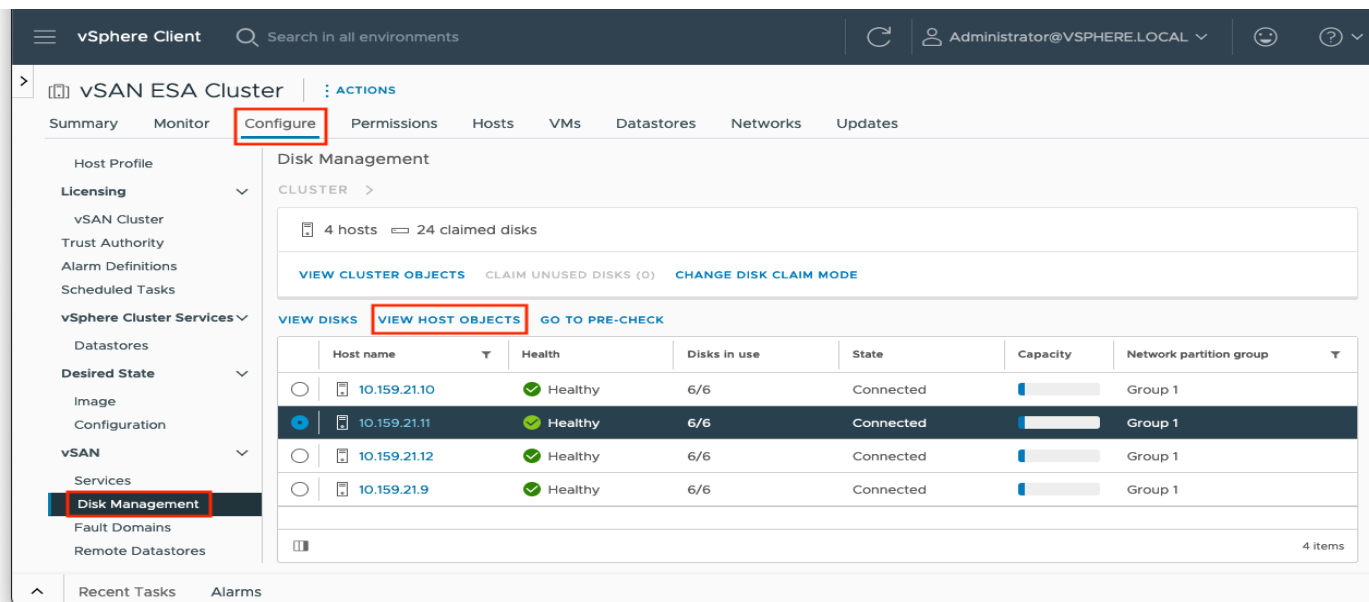 vSphere Client Search in all environments Administrator@VSPHERE.LOCAL
vSAN ESA Cluster ACTIONS
Summary Monitor Configure Permissions Hosts VMs Datastores Networks Updates
Host Profile
Licensing
vSAN Cluster
Trust Authority
Alarm Definitions
Scheduled Tasks
vSphere Cluster Services
Datastores
Desired State
Image
Configuration
vSAN
Services
Disk Management
Fault Domains
Remote Datastores
Disk Management
CLUSTER >
4 hosts 24 claimed disks
VIEW CLUSTER OBJECTS CLAIM UNUSED DISKS (0) CHANGE DISK CLAIM MODE
VIEW DISKS VIEW HOST OBJECTS GO TO PRE-CHECK
Host name Health Disks in use State Capacity Network partition group
10.159.21.10 Healthy 6/6 Connected Group 1
10.159.21.11 Healthy 6/6 Connected Group 1
10.159.21.12 Healthy 6/6 Connected Group 1
10.159.21.9 Healthy 6/6 Connected Group 1
4 items
Recent Tasks Alarms